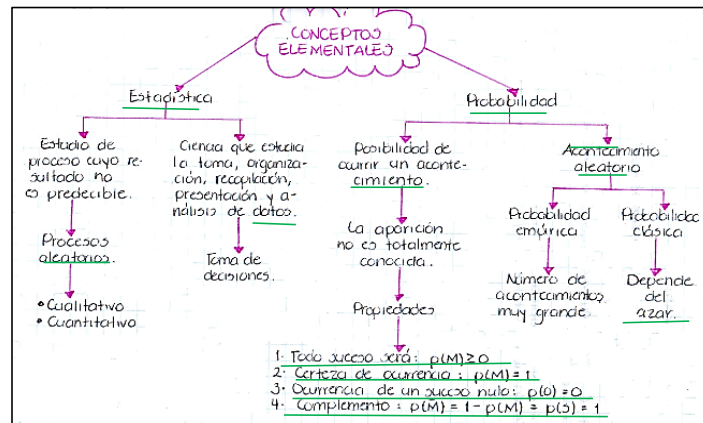 CONCEPTOS
ELEMENTALES
Estadística
Probabilidad
Estudio de
proceso cuyo re-
sultado no
es predecible.
Procesos
aleatorios.
• Cualitativo
• Cuantitativo
Ciencia que estudia
la toma, organiza-
ción, recopilación,
presentación y a-
nálisis de datos.
Toma de
decisiones.
Posibilidad de
ocurrir un aconte-
cimiento.
La aparición
no es totalmente
conocida.
Propiedades
Acontecimiento
aleatorio
Probabilidad
empírica
Número de
acontecimientos
muy grande
Probabilidad
clásica
Depende
del
azar.
1. Todo suceso será: p(M) ≥ 0
2. Certeza de ocurrencia: p(M) = 1
3. Ocurrencia de un suceso nulo: p(0) = 0
4. Complemento: p(M̄) = 1 - p(M) = p(S) = 1